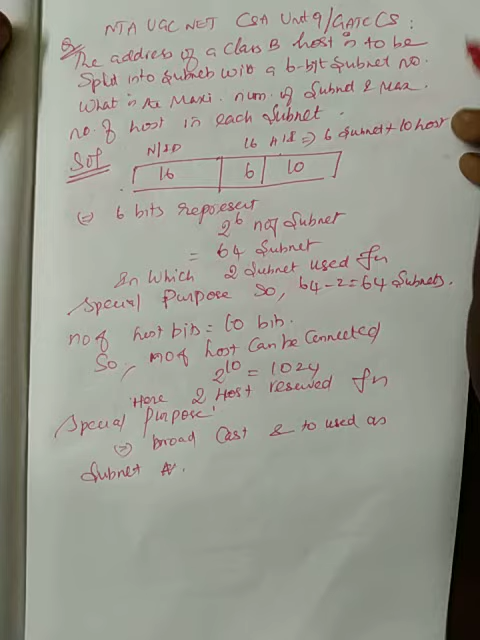 NTA UGC NET CSA Unit 9/GATE CS:
Q. The address of a class B host is to be
Split into Subnets with a 6-bit Subnet no.
What is the Maxi. num. of Subnet & Max.
no. of host in each Subnet.
Sol
N/ID 16 H/D => 6 Subnet + 10 host
16 6 10
6 bits represent
2^6 no of Subnet
= 64 Subnet
In which 2 Subnet used fn
Special Purpose So, 64-2=64 Subnets.
no of host bits = 10 bits.
So, no of host Can be Connected
2^10 = 1024
Here 2 Host reserved fn
Special Purpose.
=> broad Cast & to used as
Subnet